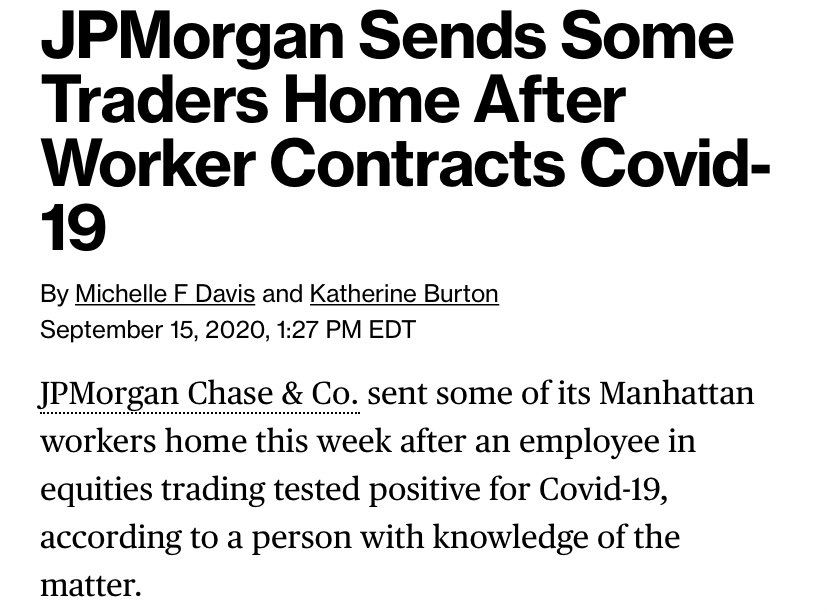 JPMorgan Sends Some
Traders Home After
Worker Contracts Covid-
19
By Michelle F Davis and Katherine Burton
September 15, 2020, 1:27 PM EDT
JPMorgan Chase & Co. sent some of its Manhattan
workers home this week after an employee in
equities trading tested positive for Covid-19,
according to a person with knowledge of the
matter.